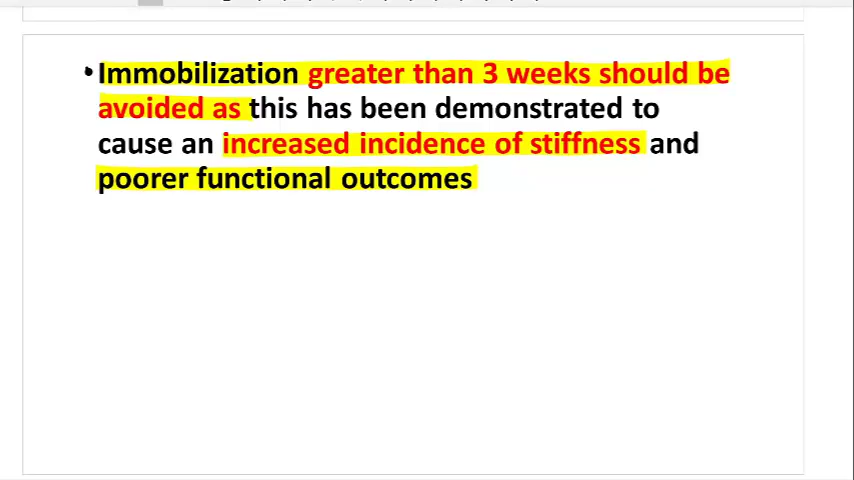 • Immobilization greater than 3 weeks should be
avoided as this has been demonstrated to
cause an increased incidence of stiffness and
poorer functional outcomes